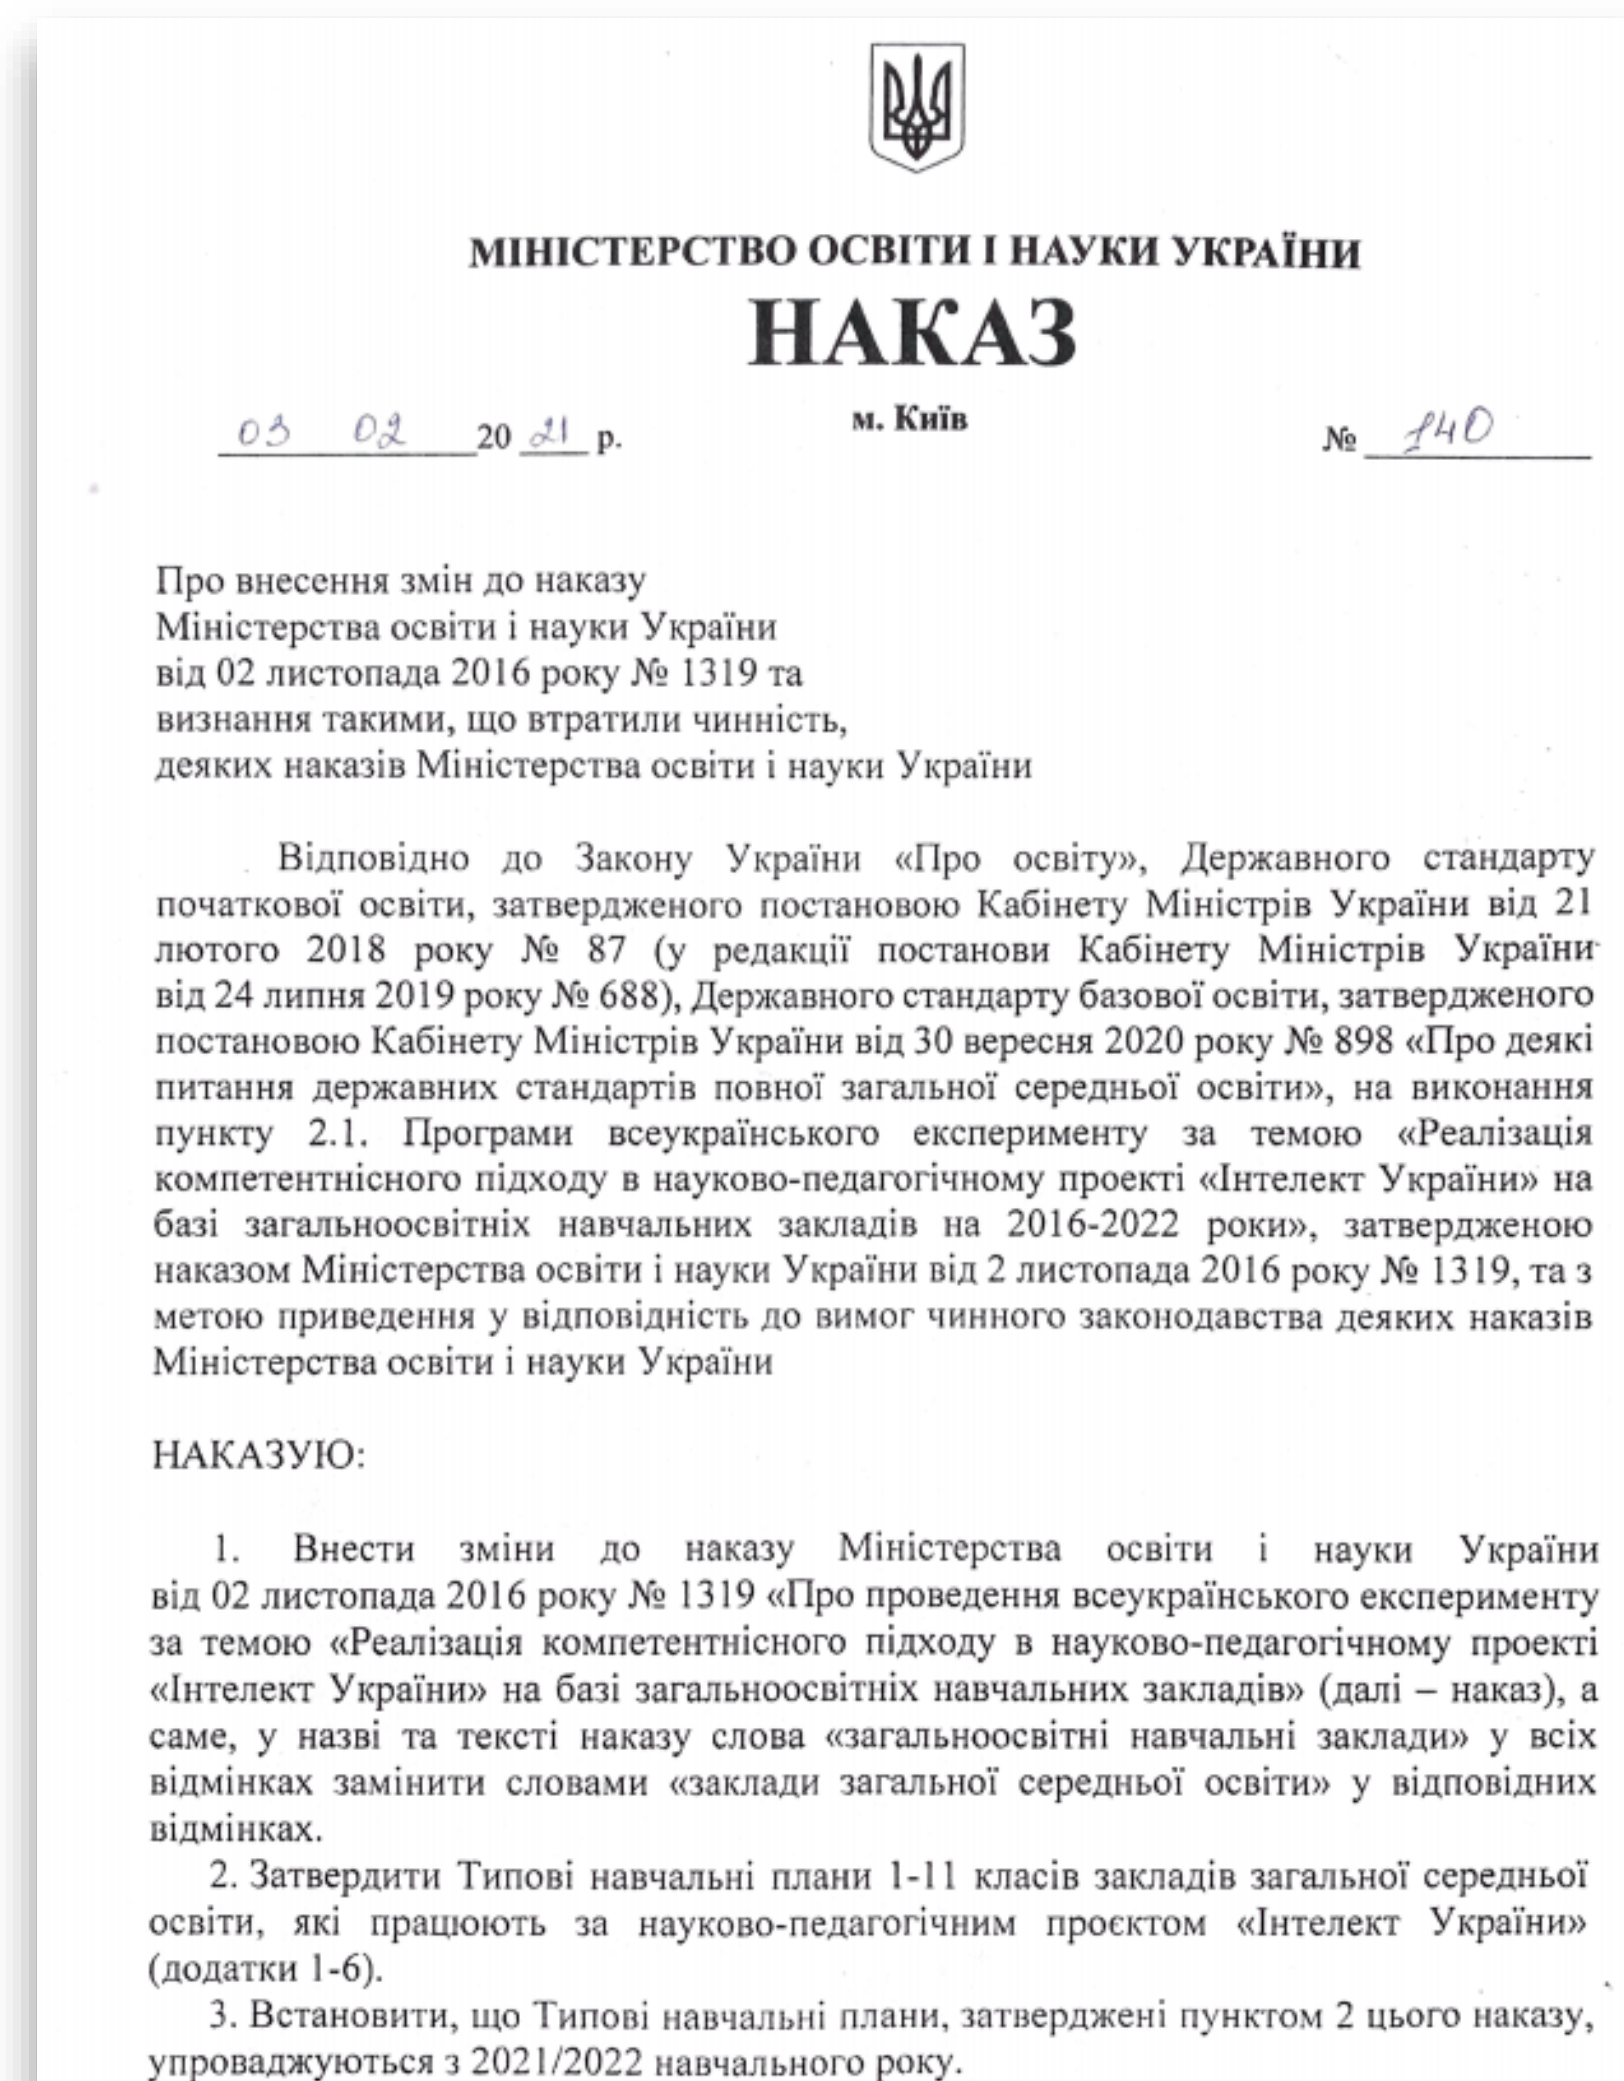 МІНІСТЕРСТВО ОСВІТИ І НАУКИ УКРАЇНИ
НАКАЗ
03 02 20 21 р. м. Київ № 140
Про внесення змін до наказу
Міністерства освіти і науки України
від 02 листопада 2016 року № 1319 та
визнання такими, що втратили чинність,
деяких наказів Міністерства освіти і науки України
Відповідно до Закону України «Про освіту», Державного стандарту
початкової освіти, затвердженого постановою Кабінету Міністрів України від 21
лютого 2018 року № 87 (у редакції постанови Кабінету Міністрів України
від 24 липня 2019 року № 688), Державного стандарту базової освіти, затвердженого
постановою Кабінету Міністрів України від 30 вересня 2020 року № 898 «Про деякі
питання державних стандартів повної загальної середньої освіти», на виконання
пункту 2.1. Програми всеукраїнського експерименту за темою «Реалізація
компетентнісного підходу в науково-педагогічному проекті «Інтелект України» на
базі загальноосвітніх навчальних закладів на 2016-2022 роки», затвердженою
наказом Міністерства освіти і науки України від 2 листопада 2016 року № 1319, та з
метою приведення у відповідність до вимог чинного законодавства деяких наказів
Міністерства освіти і науки України
НАКАЗУЮ:
1. Внести зміни до наказу Міністерства освіти і науки України
від 02 листопада 2016 року № 1319 «Про проведення всеукраїнського експерименту
за темою «Реалізація компетентнісного підходу в науково-педагогічному проекті
«Інтелект України» на базі загальноосвітніх навчальних закладів» (далі – наказ), а
саме, у назві та тексті наказу слова «загальноосвітні навчальні заклади» у всіх
відмінках замінити словами «заклади загальної середньої освіти» у відповідних
відмінках.
2. Затвердити Типові навчальні плани 1-11 класів закладів загальної середньої
освіти, які працюють за науково-педагогічним проєктом «Інтелект України»
(додатки 1-6).
3. Встановити, що Типові навчальні плани, затверджені пунктом 2 цього наказу,
упроваджуються з 2021/2022 навчального року.